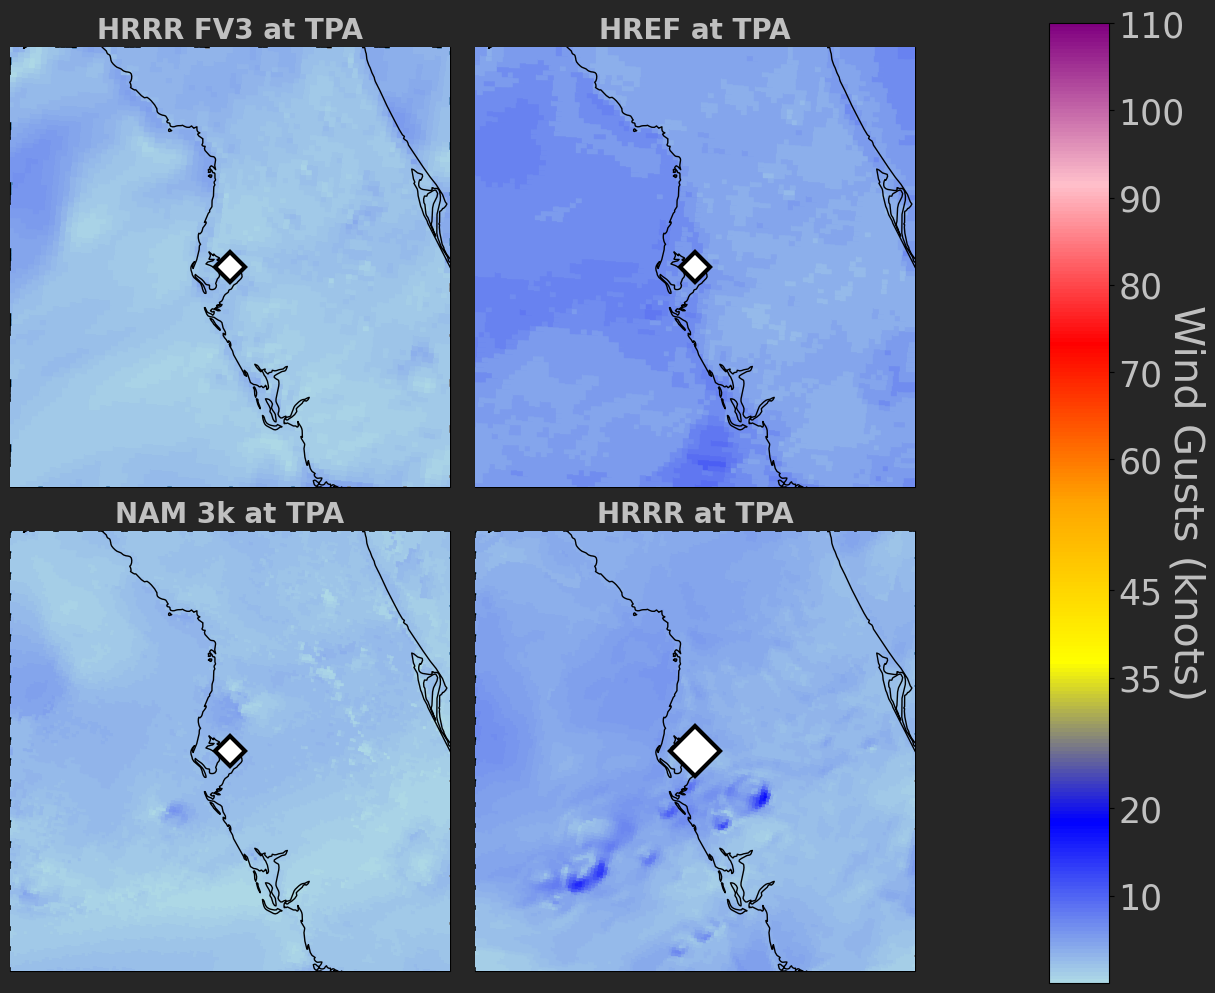 HRRR FV3 at TPA
HREF at TPA
NAM 3k at TPA
HRRR at TPA
110
100
90
80
70
60
45
35
20
10
Wind Gusts (knots)